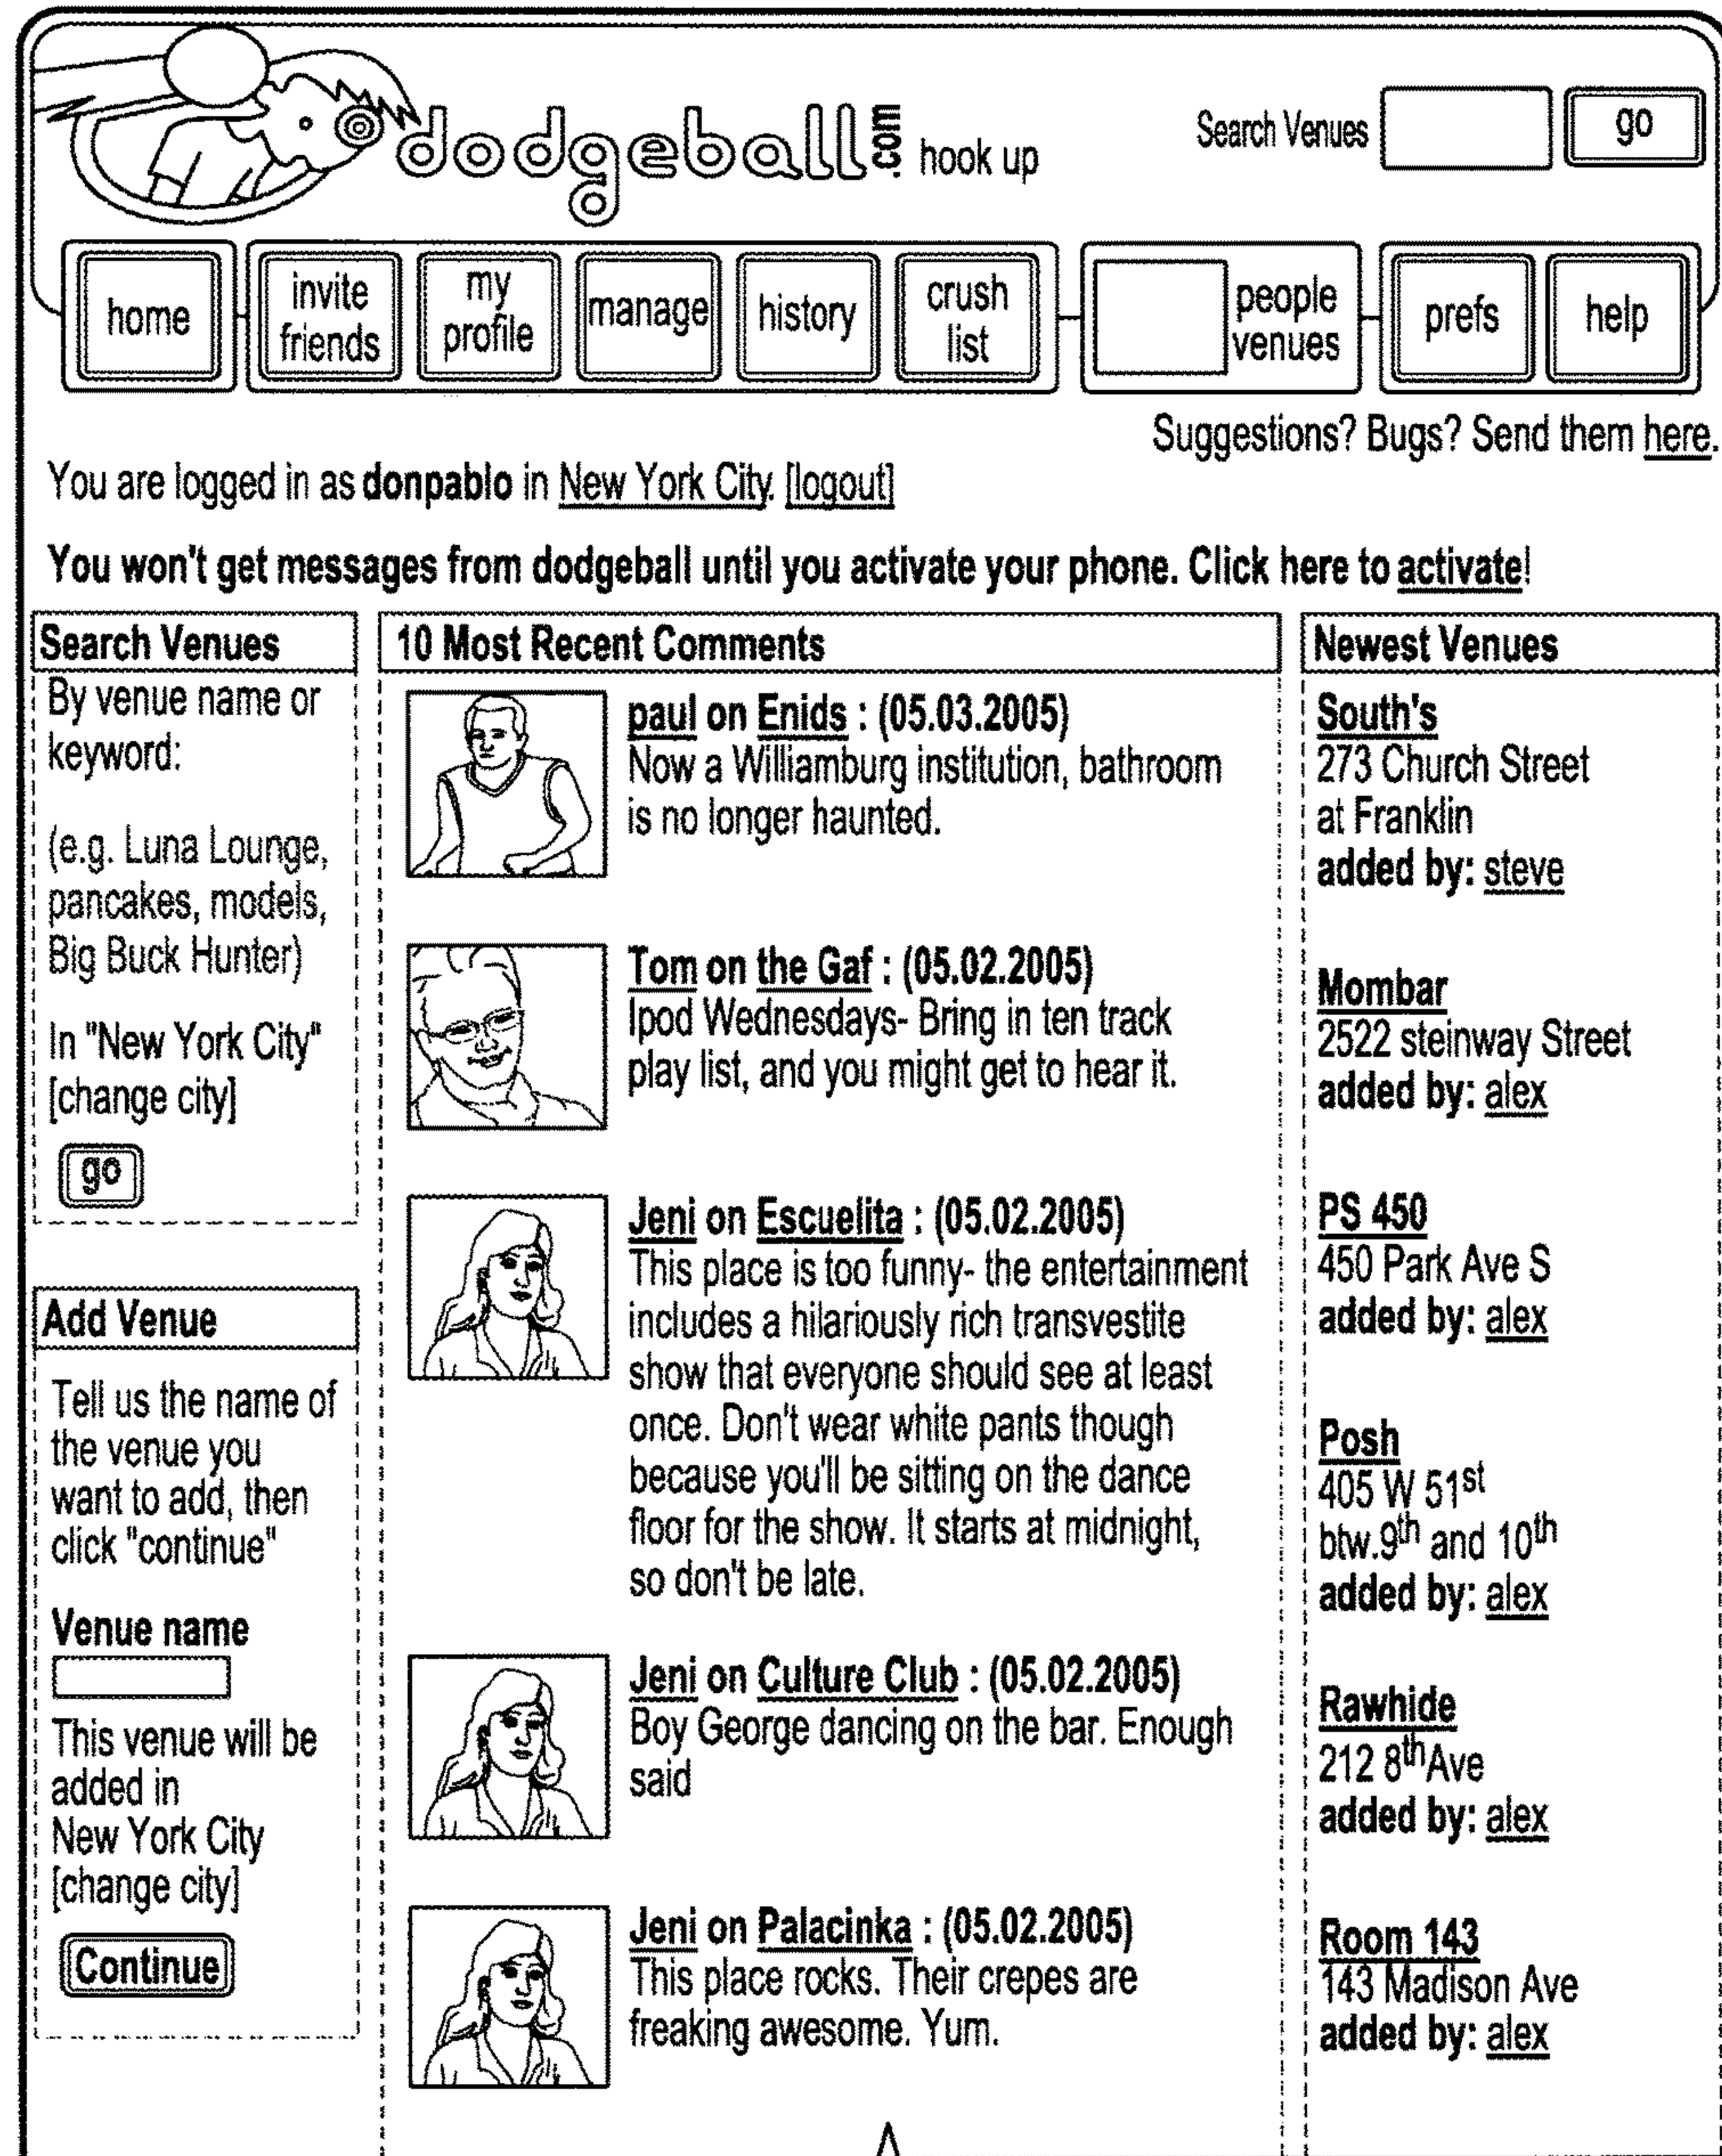 dodgeball.com hook up
Search Venues
go
home
invite
friends
my
profile
manage
history
crush
list
people
venues
prefs
help
Suggestions? Bugs? Send them here.
You are logged in as donpablo in New York City. [logout]
You won't get messages from dodgeball until you activate your phone. Click here to activate!
Search Venues
By venue name or
keyword:
(e.g. Luna Lounge,
pancakes, models,
Big Buck Hunter)
In "New York City"
[change city]
go
Add Venue
Tell us the name of
the venue you
want to add, then
click "continue"
Venue name
This venue will be
added in
New York City
[change city]
Continue
10 Most Recent Comments
paul on Enids : (05.03.2005)
Now a Williamburg institution, bathroom
is no longer haunted.
Tom on the Gaf : (05.02.2005)
Ipod Wednesdays- Bring in ten track
play list, and you might get to hear it.
Jeni on Escuelita : (05.02.2005)
This place is too funny- the entertainment
includes a hilariously rich transvestite
show that everyone should see at least
once. Don't wear white pants though
because you'll be sitting on the dance
floor for the show. It starts at midnight,
so don't be late.
Jeni on Culture Club : (05.02.2005)
Boy George dancing on the bar. Enough
said
Jeni on Palacinka : (05.02.2005)
This place rocks. Their crepes are
freaking awesome. Yum.
Newest Venues
South's
273 Church Street
at Franklin
added by: steve
Mombar
2522 steinway Street
added by: alex
PS 450
450 Park Ave S
added by: alex
Posh
405 W 51st
btw.9th and 10th
added by: alex
Rawhide
212 8th Ave
added by: alex
Room 143
143 Madison Ave
added by: alex